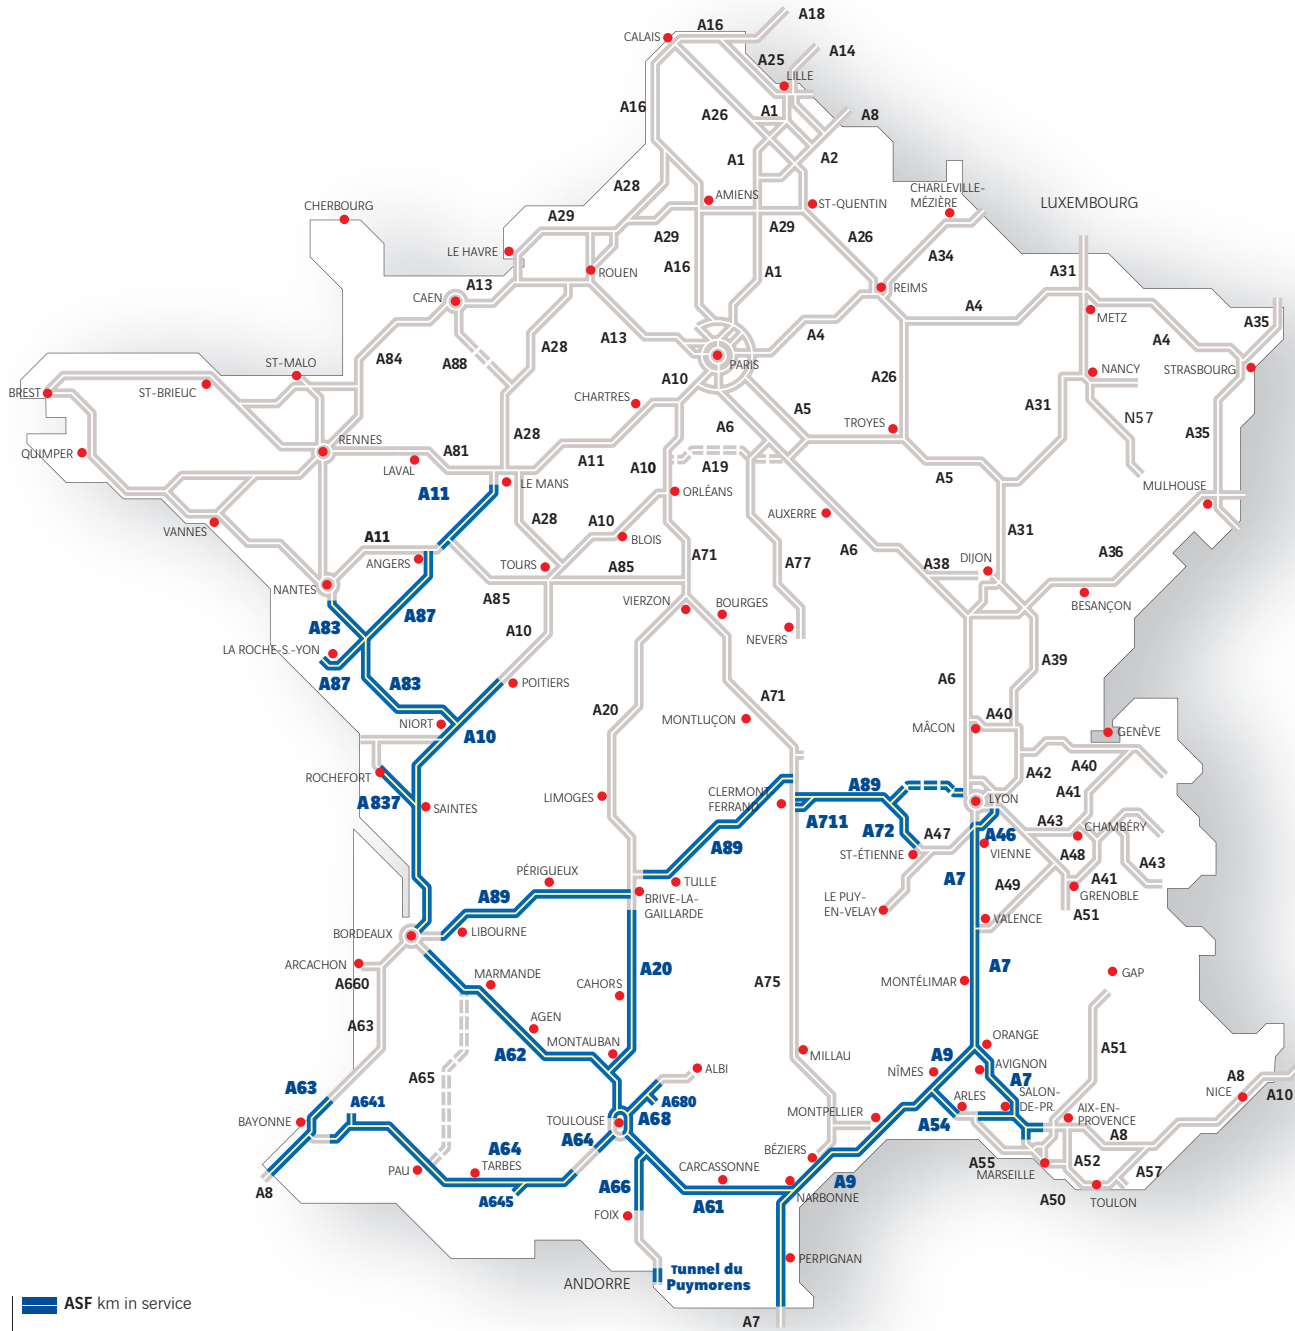 A18
A16
CALAIS
A14
A25
LILLE
A16
A26
A1
A8
A1
A2
A28
AMIENS
CHARLEVILLE-
MÉZIÈRE
ST-QUENTIN
LUXEMBOURG
CHERBOURG
A29
A29
A29
A26
LE HAVRE
A34
ROUEN
A16
A1
A31
A13
CAEN
REIMS
A4
METZ
A35
A13
A4
A4
A28
A84
A88
ST-MALO
PARIS
NANCY
STRASBOURG
BREST
ST-BRIEUC
A10
A26
CHARTRES
A5
A31
N57
TROYES
A6
A35
A28
RENNES
QUIMPER
A81
LAVAL
A11
A10
A19
A5
LE MANS
A11
ORLÉANS
MULHOUSE
AUXERRE
VANNES
A28
A10
A31
A11
BLOIS
A6
ANGERS
TOURS
A71
A77
A38
DIJON
A36
A85
NANTES
A85
VIERZON
BOURGES
BESANÇON
A83
A87
A10
NEVERS
LA ROCHE-S.-YON
A39
A87
A83
POITIERS
A6
A71
NIORT
A10
A20
MONTLUÇON
MÂCON
A40
GENÈVE
ROCHEFORT
A42
A40
A837
SAINTES
LIMOGES
CLERMONT
FERRAND
A89
A41
LYON
A711
A72
A47
A46
A43
CHAMBÉRY
A89
ST-ÉTIENNE
VIENNE
A48
A43
PÉRIGUEUX
TULLE
A7
A41
A89
BRIVE-LA-
GAILLARDE
LE PUY-
EN-VELAY
A49
GRENOBLE
A51
VALENCE
BORDEAUX
LIBOURNE
ARCACHON
A660
MARMANDE
A20
A7
GAP
CAHORS
A75
MONTÉLIMAR
A63
AGEN
MONTAUBAN
A62
ORANGE
A51
MILLAU
A9
AVIGNON
A65
ALBI
NÎMES
A7
A8
A63
A641
ARLES
SALON-
DE-PR.
NICE
A10
A680
BAYONNE
TOULOUSE
A68
MONTPELLIER
A54
AIX-EN-
PROVENCE
A64
A64
A8
BÉZIERS
PAU
TARBES
CARCASSONNE
A55
MARSEILLE
A52
A57
A8
A645
A66
A61
A9
NARBONNE
A50
TOULON
FOIX
PERPIGNAN
ANDORRE
Tunnel du
Puymorens
ASF km in service
A7